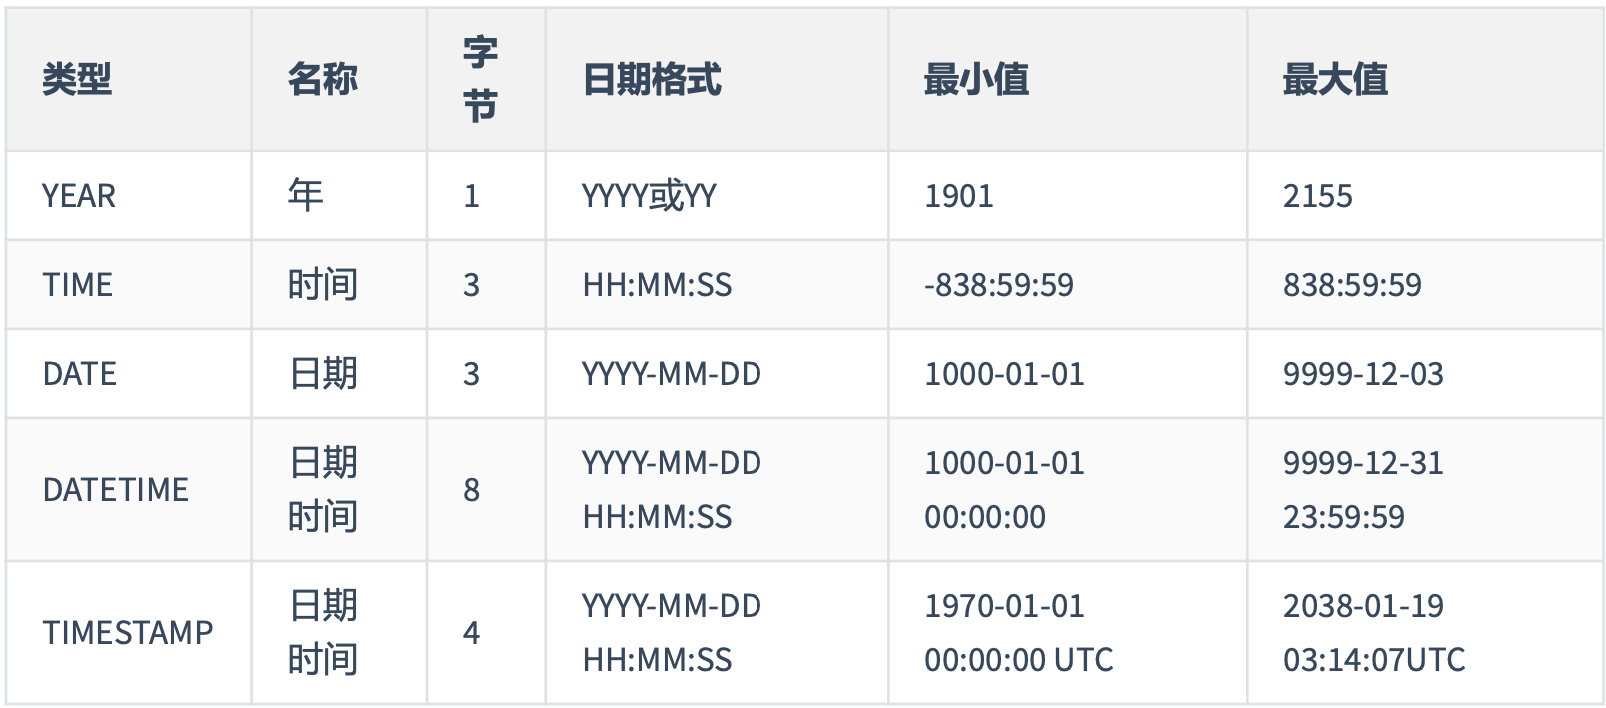 类型 名称 字节 日期格式 最小值 最大值
YEAR 年 1 YYYY或YY 1901 2155
TIME 时间 3 HH:MM:SS -838:59:59 838:59:59
DATE 日期 3 YYYY-MM-DD 1000-01-01 9999-12-03
DATETIME 日期时间 8 YYYY-MM-DD HH:MM:SS 1000-01-01 00:00:00 9999-12-31 23:59:59
TIMESTAMP 日期时间 4 YYYY-MM-DD HH:MM:SS 1970-01-01 00:00:00 UTC 2038-01-19 03:14:07UTC